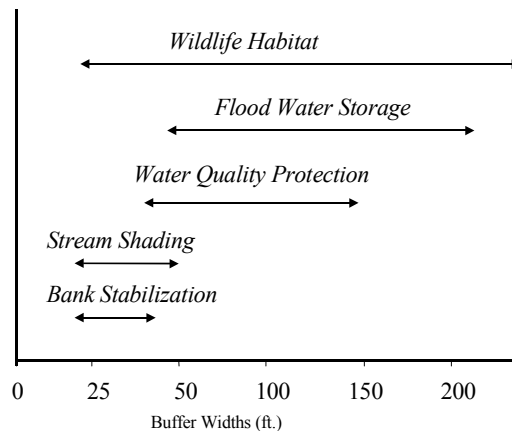 Wildlife Habitat
Flood Water Storage
Water Quality Protection
Stream Shading
Bank Stabilization
0 25 50 100 150 200
Buffer Widths (ft.)